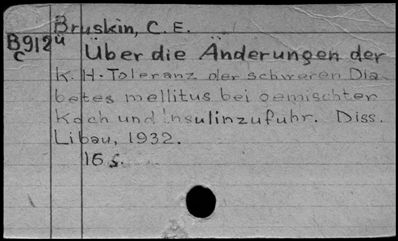 Bruskin, C. E.
B912u Über die Änderungen der
c K. H-Toleranz der schweren Dia
betes mellitus bei gemischter
Koch und Insulinzufuhr. Diss.
Libau, 1932.
16 s.